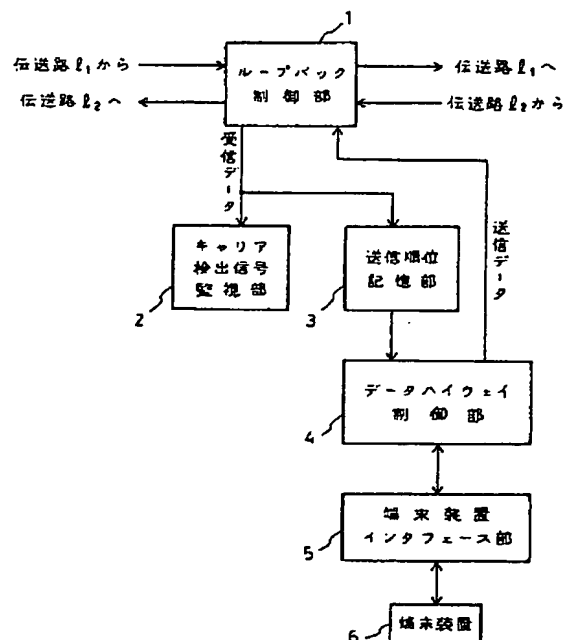 1
伝送路ℓ₁から
ループバック
制御部
伝送路ℓ₁へ
伝送路ℓ₂へ
伝送路ℓ₂から
受信データ
送信データ
キャリア
検出信号
監視部
2
送信順位
記憶部
3
データハイウェイ
制御部
4
端末装置
インタフェース部
5
端末装置
6